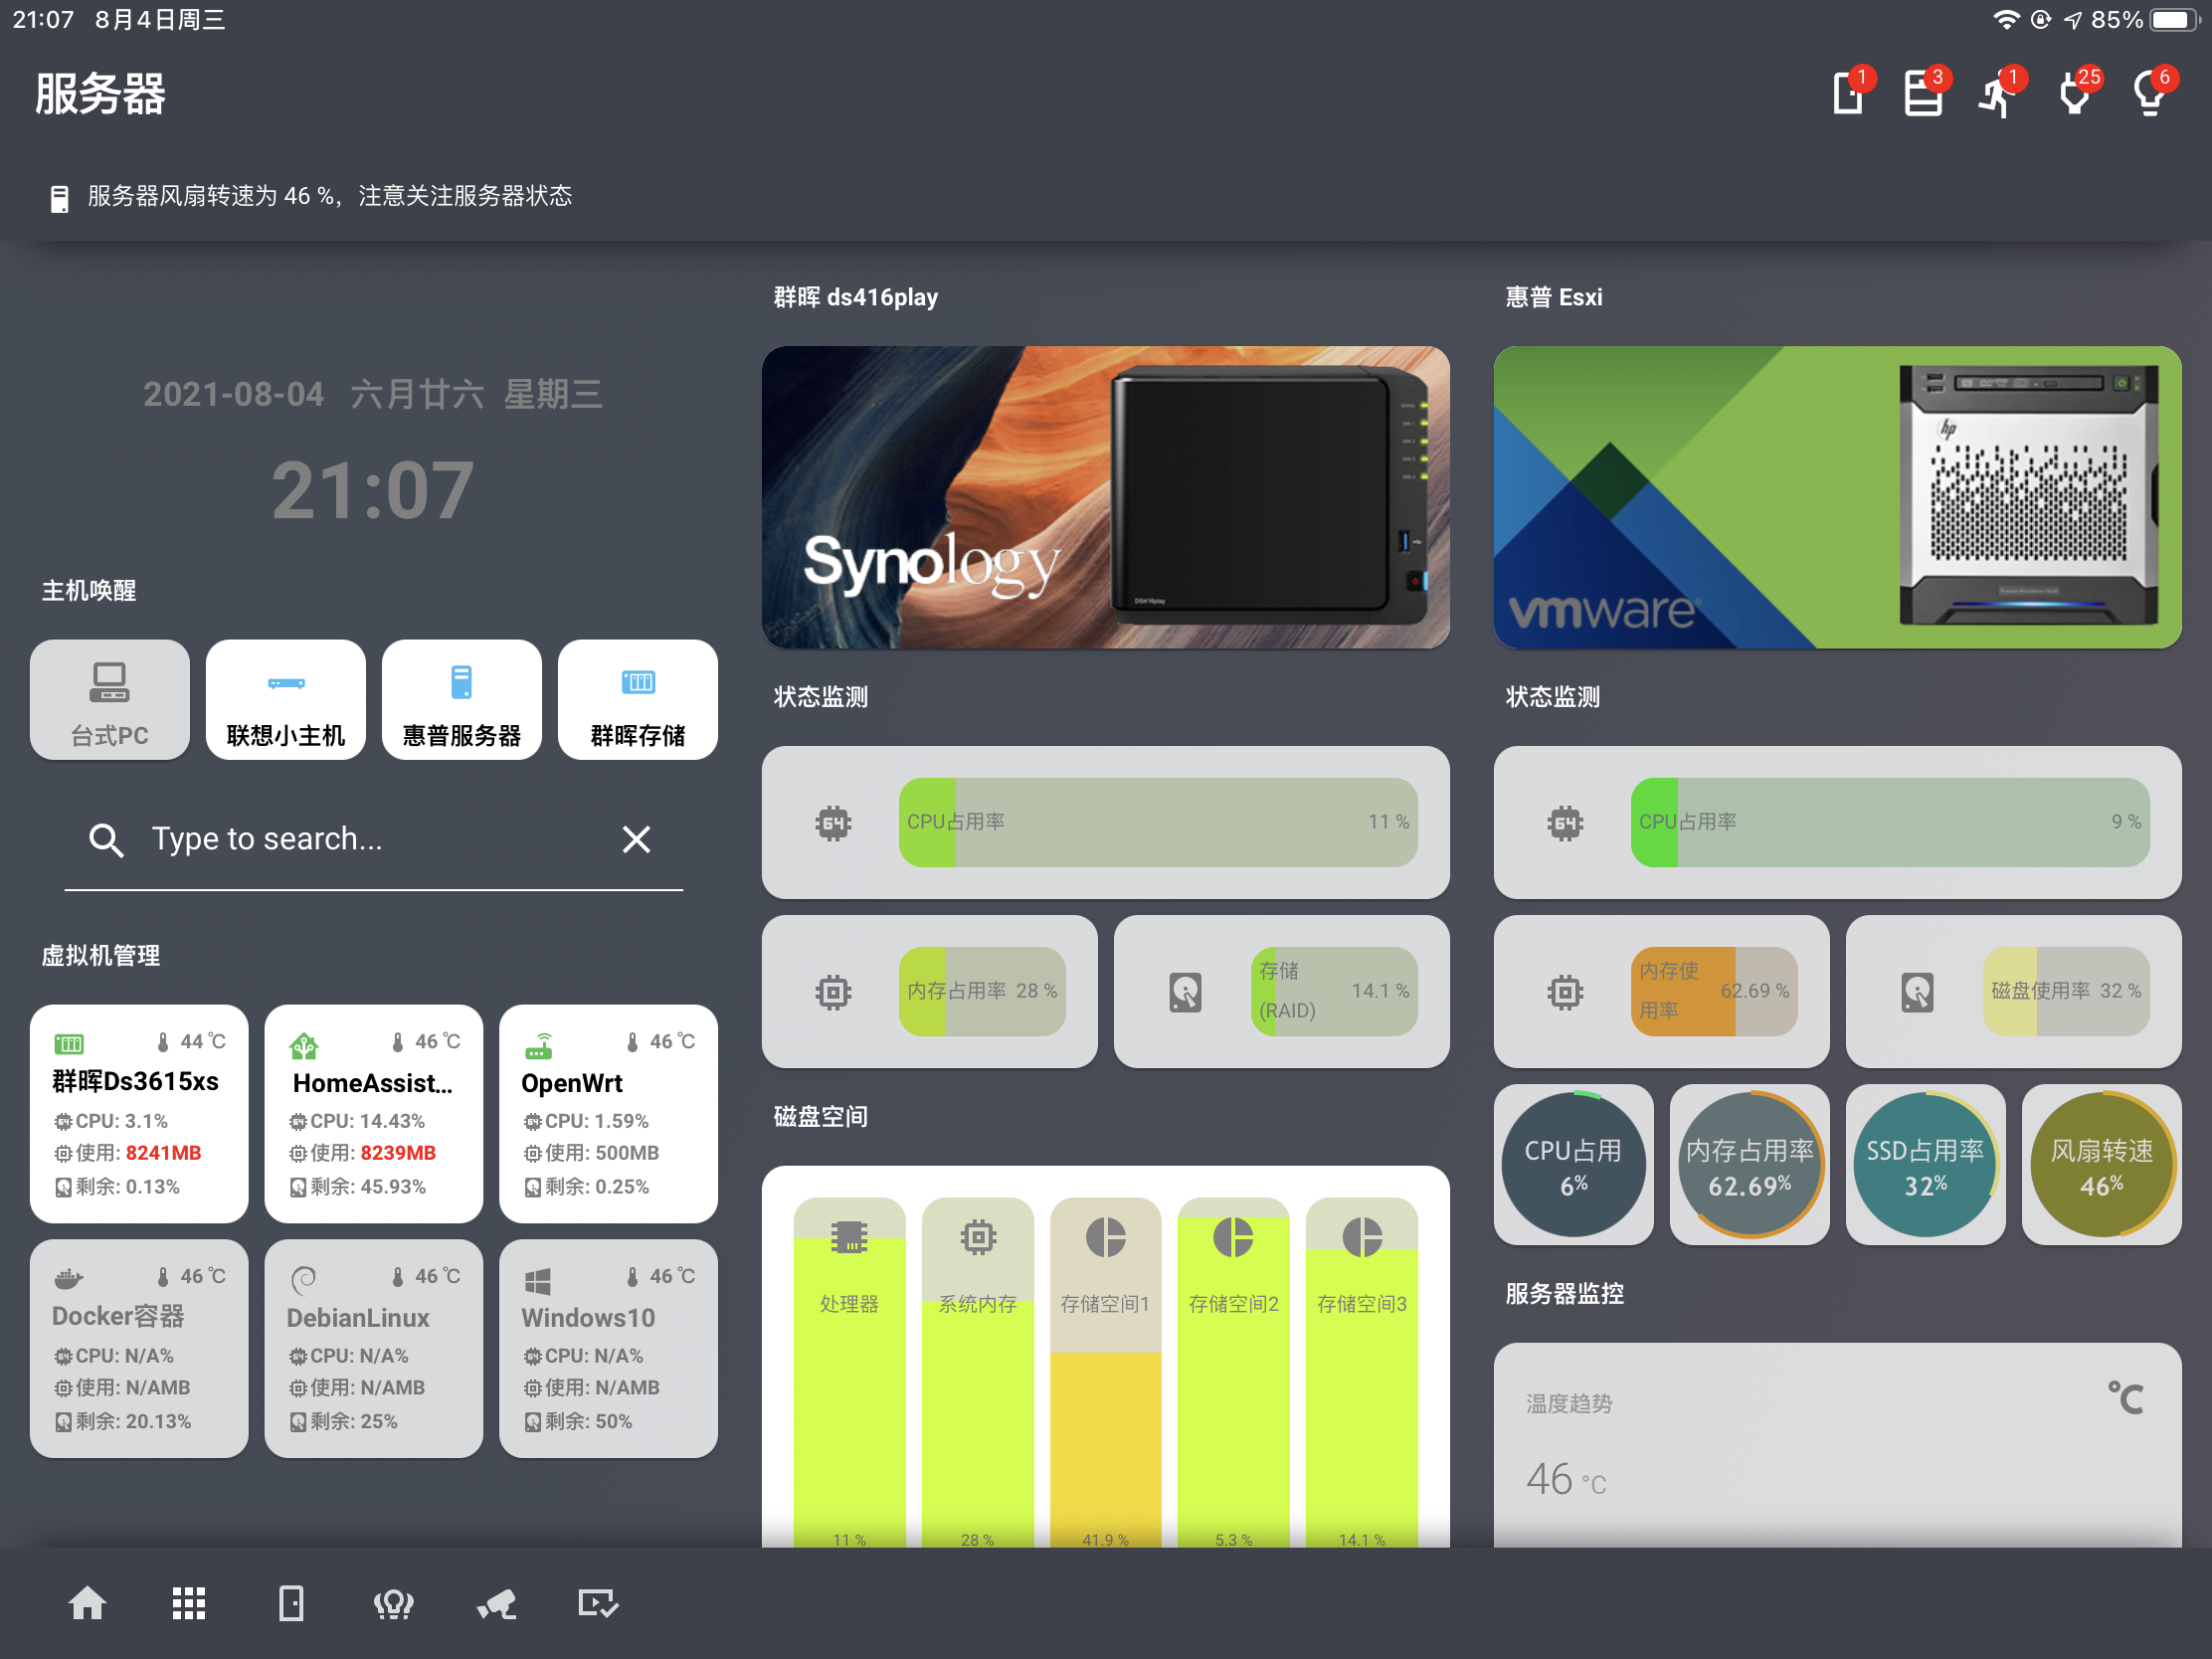 21:07 8月4日周三
85%
服务器
1
3
1
25
6
服务器风扇转速为 46 %，注意关注服务器状态
2021-08-04 六月廿六 星期三
21:07
主机唤醒
台式PC
联想小主机
惠普服务器
群晖存储
Type to search...
虚拟机管理
44 ℃
群晖Ds3615xs
CPU: 3.1%
使用: 8241MB
剩余: 0.13%
46 ℃
HomeAssist...
CPU: 14.43%
使用: 8239MB
剩余: 45.93%
46 ℃
OpenWrt
CPU: 1.59%
使用: 500MB
剩余: 0.25%
46 ℃
Docker容器
CPU: N/A%
使用: N/AMB
剩余: 20.13%
46 ℃
DebianLinux
CPU: N/A%
使用: N/AMB
剩余: 25%
46 ℃
Windows10
CPU: N/A%
使用: N/AMB
剩余: 50%
群晖 ds416play
Synology
DS416play
状态监测
64
CPU占用率 11 %
内存占用率 28 %
存储
(RAID)
14.1 %
磁盘空间
处理器
11 %
系统内存
28 %
存储空间1
41.9 %
存储空间2
5.3 %
存储空间3
14.1 %
惠普 Esxi
hp
vmware
状态监测
64
CPU占用率 9 %
内存使
用率
62.69 %
磁盘使用率 32 %
CPU占用
6%
内存占用率
62.69%
SSD占用率
32%
风扇转速
46%
服务器监控
温度趋势
℃
46 °C